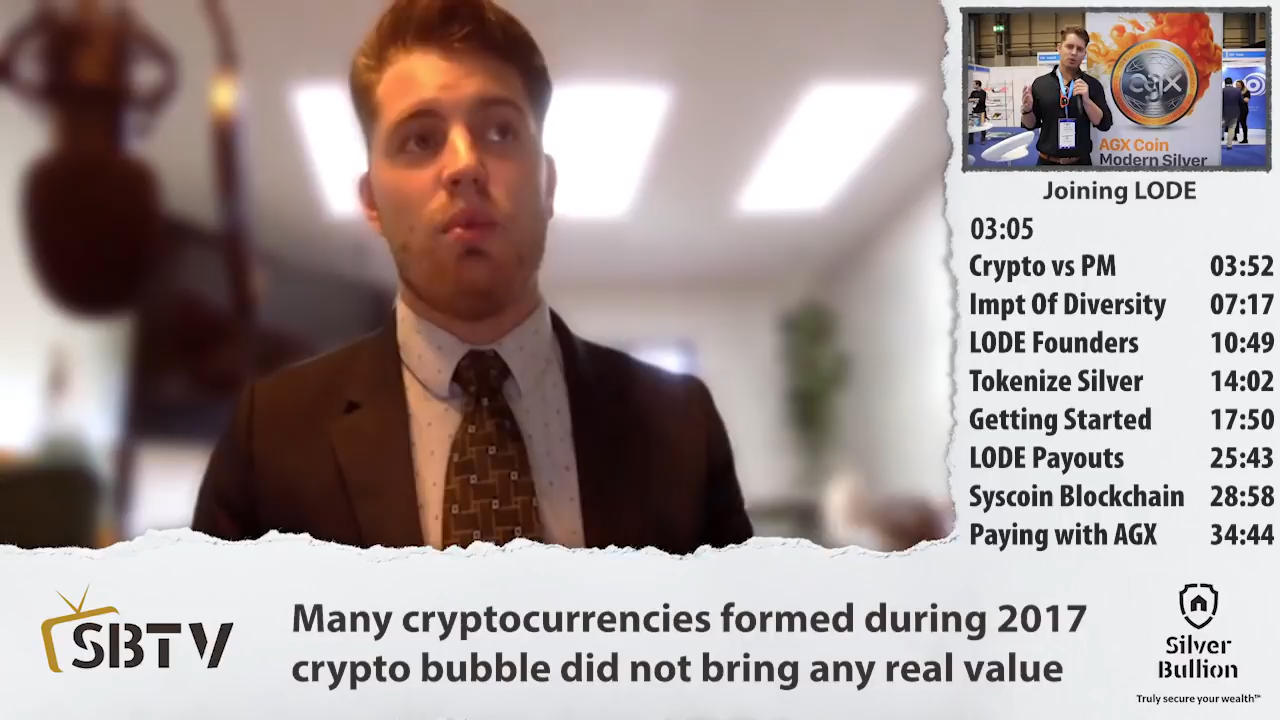 agx
AGX Coin
Modern Silver
Joining LODE
03:05
Crypto vs PM 03:52
Impt Of Diversity 07:17
LODE Founders 10:49
Tokenize Silver 14:02
Getting Started 17:50
LODE Payouts 25:43
Syscoin Blockchain 28:58
Paying with AGX 34:44
SBTV
Many cryptocurrencies formed during 2017
crypto bubble did not bring any real value
Silver
Bullion
Truly secure your wealth™